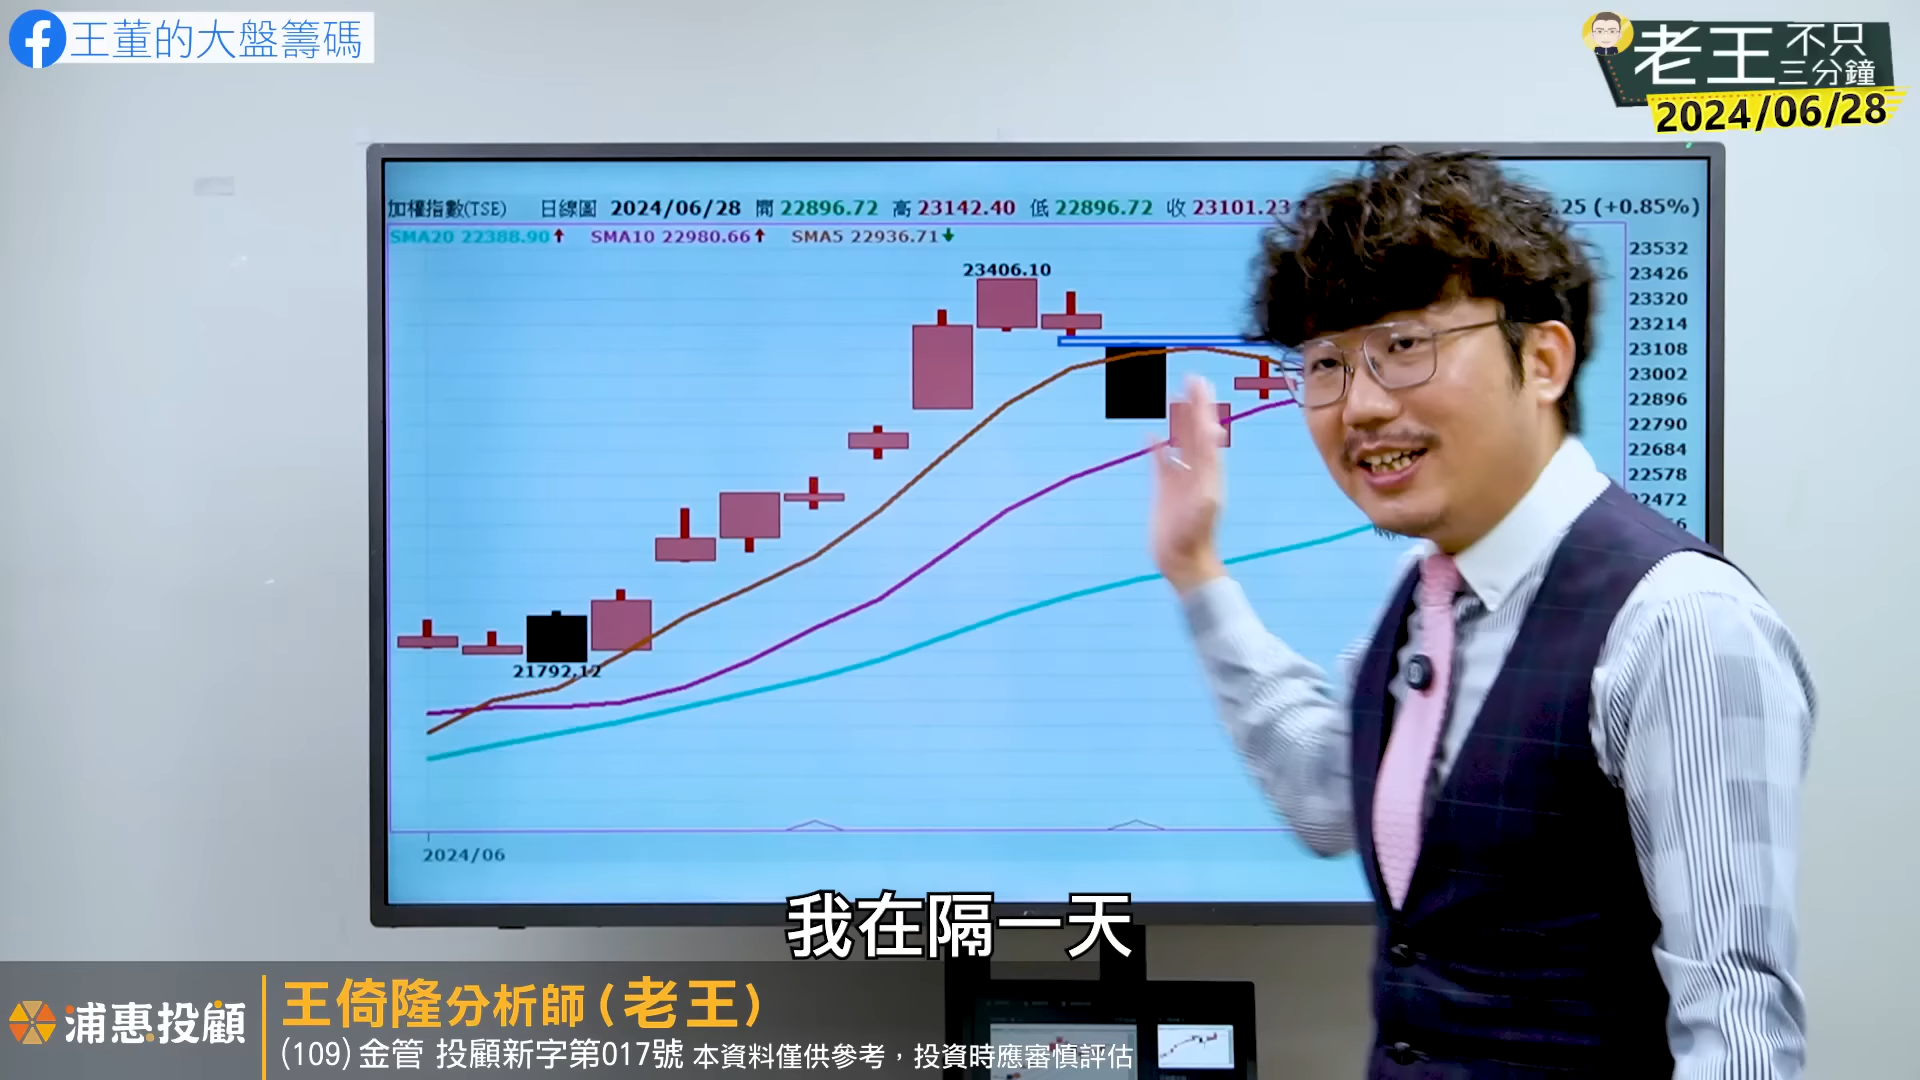 王董的大盤籌碼
老王不只三分鐘
2024/06/28
加權指數(TSE) 日線圖 2024/06/28 開 22896.72 高 23142.40 低 22896.72 收 23101.23 .25 (+0.85%)
SMA20 22388.90 SMA10 22980.66 SMA5 22936.71
23406.10
21792.12
23532
23426
23320
23214
23108
23002
22896
22790
22684
22578
22472
2024/06
我在隔一天
浦惠投顧
王倚隆分析師(老王)
(109)金管 投顧新字第017號 本資料僅供參考，投資時應審慎評估